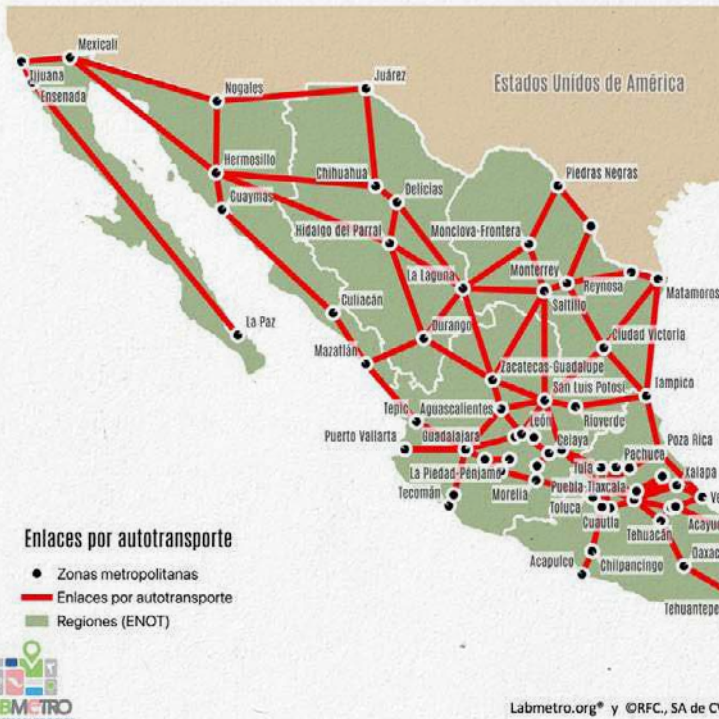 Mexicali
Tijuana
Ensenada
Nogales
Juárez
Estados Unidos de América
Hermosillo
Chihuahua
Delicias
Piedras Negras
Guaymas
Hidalgo del Parral
Monclova-Frontera
La Laguna
Monterrey
Reynosa
Matamoros
Saltillo
Culiacán
La Paz
Durango
Ciudad Victoria
Mazatlán
Zacatecas-Guadalupe
San Luis Potosí
Tampico
Tepic
Aguascalientes
León
Rioverde
Puerto Vallarta
Guadalajara
Celaya
Poza Rica
Pachuca
La Piedad-Pénjamo
Tula
Xalapa
Tecomán
Morelia
Puebla-Tlaxcala
Ve
Toluca
Cuautla
Tehuacán
Acayu
Oaxac
Acapulco
Chilpancingo
Tehuantepe
Enlaces por autotransporte
Zonas metropolitanas
Enlaces por autotransporte
Regiones (ENOT)
BMETRO
Labmetro.org® y ©RFC., SA de CV